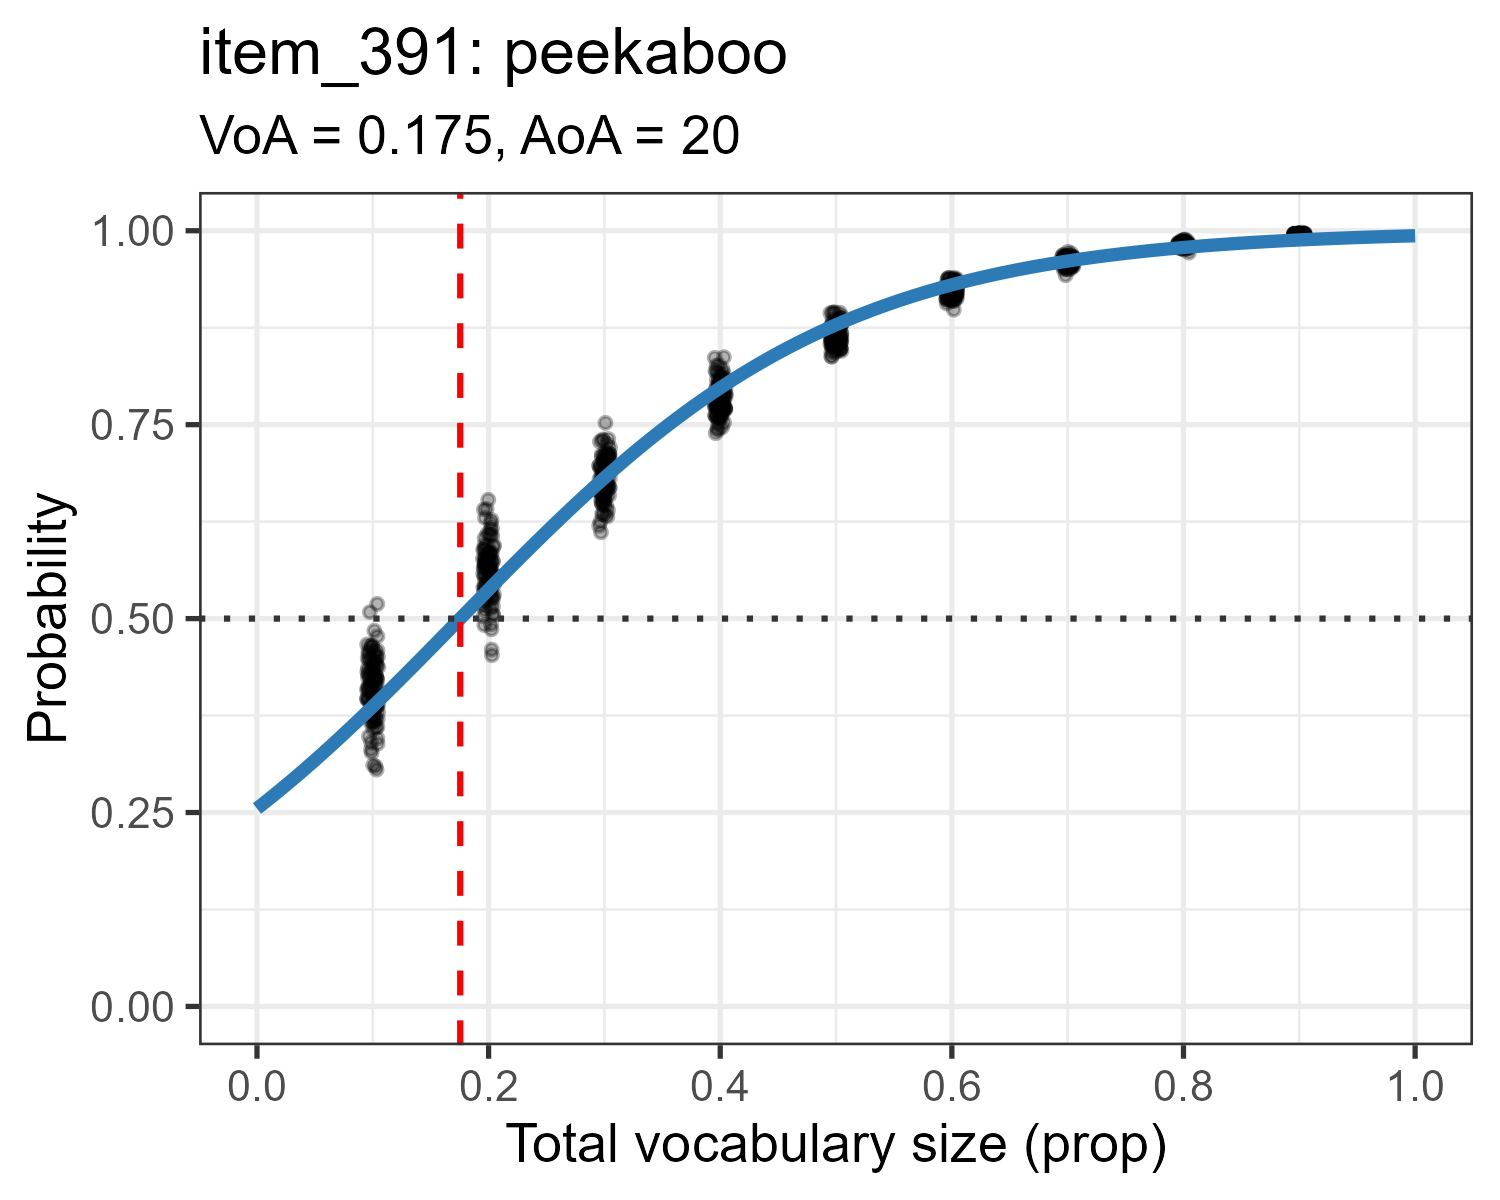 item_391: peekaboo
VoA = 0.175, AoA = 20
Probability
1.00
0.75
0.50
0.25
0.00
0.0 0.2 0.4 0.6 0.8 1.0
Total vocabulary size (prop)